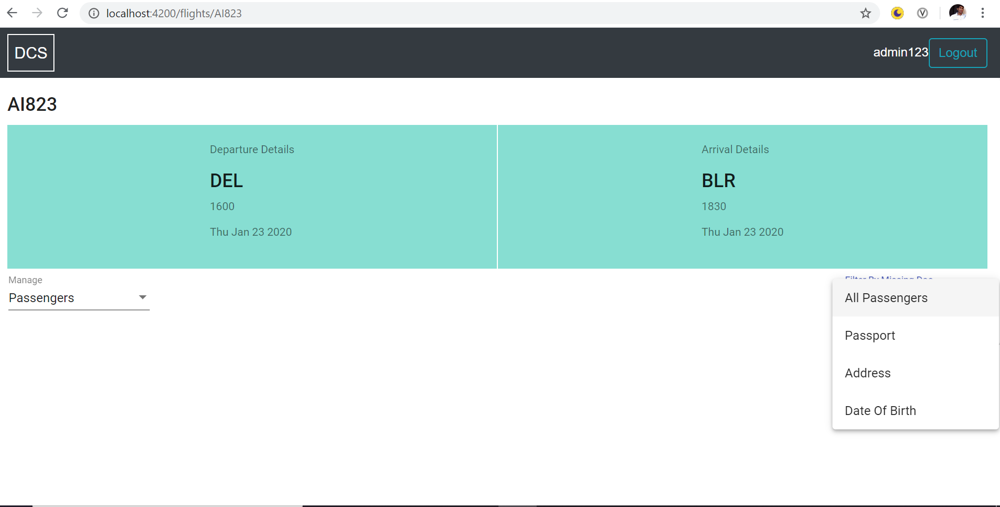 localhost:4200/flights/AI823
DCS
admin123 Logout
AI823
Departure Details
DEL
1600
Thu Jan 23 2020
Arrival Details
BLR
1830
Thu Jan 23 2020
Manage
Passengers
Filter By Missing Doc
All Passengers
Passport
Address
Date Of Birth